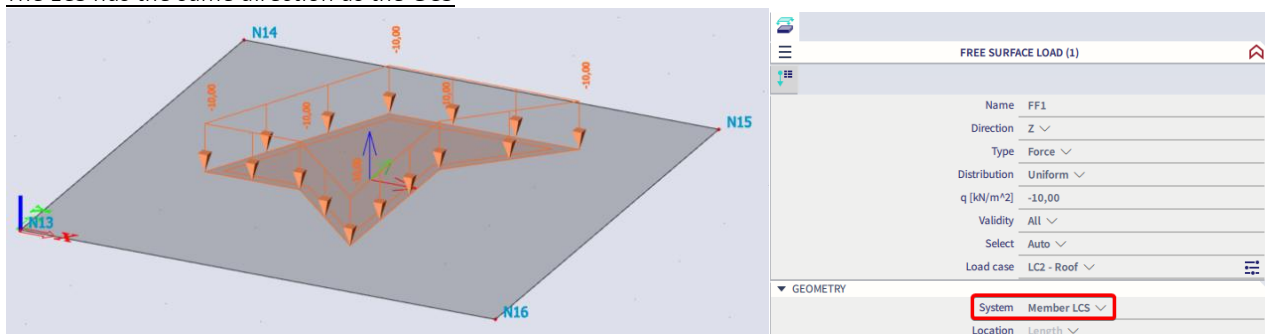 The LCS has the same direction as the GCS
N14
-10,00
-10,00
-10,00
-10,00
-10,00
-10,00
N15
N13
x
N16
FREE SURFACE LOAD (1)
Name FF1
Direction Z
Type Force
Distribution Uniform
q [kN/m^2] -10,00
Validity All
Select Auto
Load case LC2 - Roof
GEOMETRY
System Member LCS
Location Length